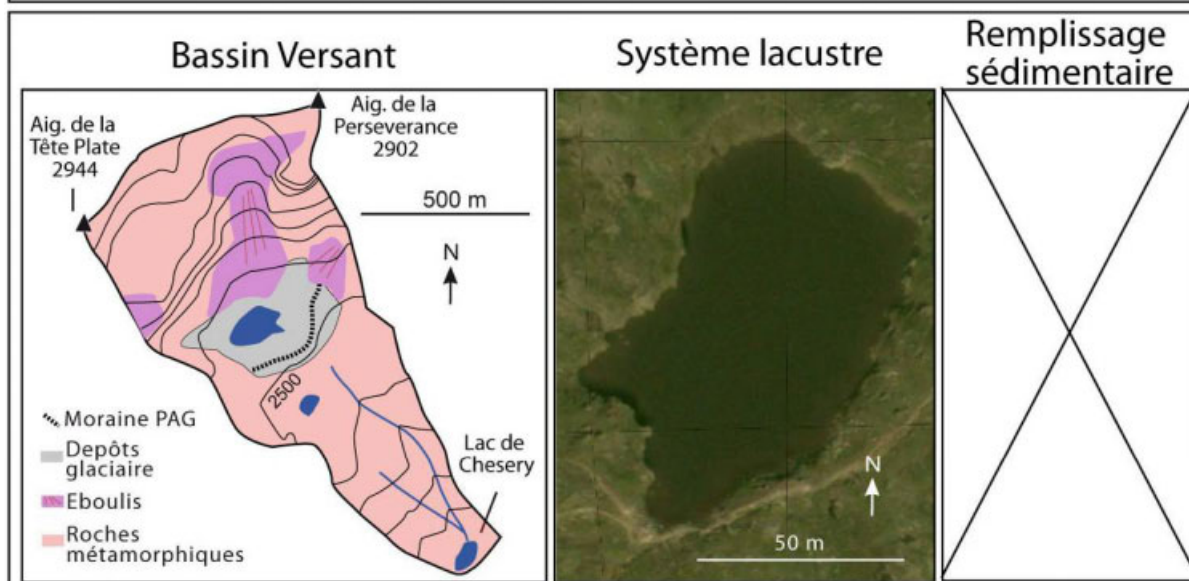 Bassin Versant
Système lacustre
Remplissage
sédimentaire
Aig. de la
Tête Plate
2944
Aig. de la
Perseverance
2902
500 m
N
2500
Moraine PAG
Depôts
glaciaire
Eboulis
Roches
métamorphiques
Lac de
Chesery
N
50 m